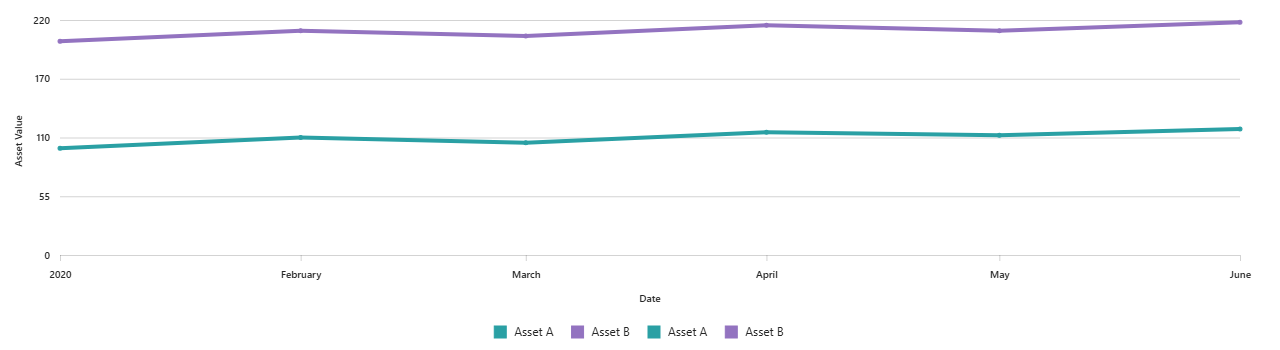 220
170
110
55
0
Asset Value
2020 February March April May June
Date
Asset A Asset B Asset A Asset B